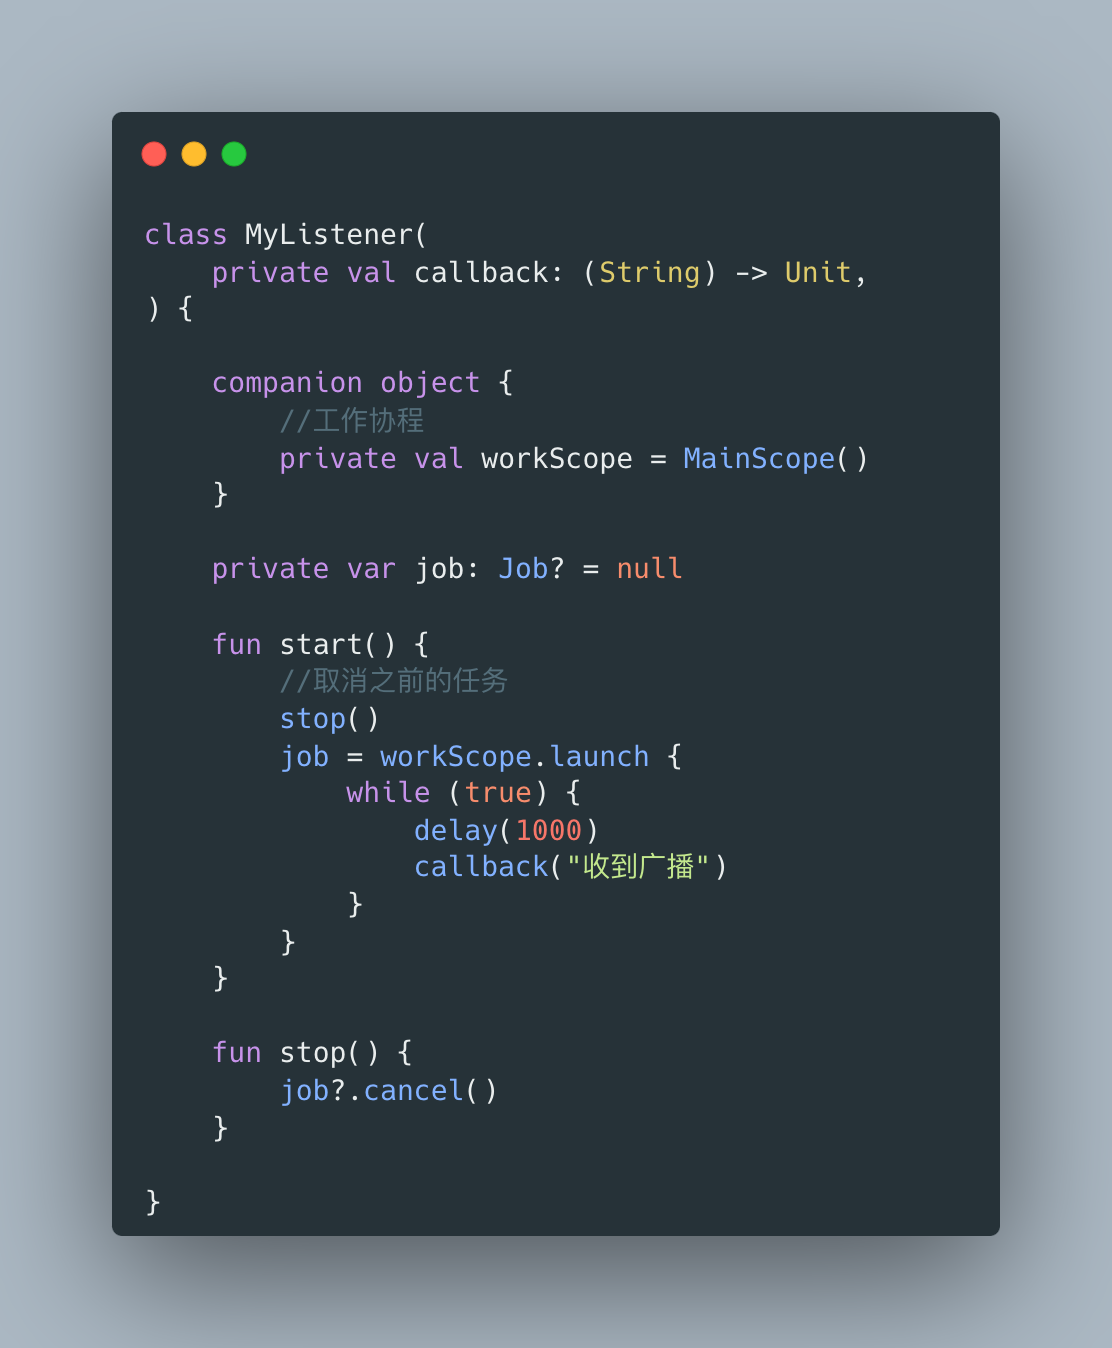 class MyListener(
    private val callback: (String) -> Unit,
) {
    companion object {
        //工作协程
        private val workScope = MainScope()
    }
    private var job: Job? = null
    fun start() {
        //取消之前的任务
        stop()
        job = workScope.launch {
            while (true) {
                delay(1000)
                callback("收到广播")
            }
        }
    }
    fun stop() {
        job?.cancel()
    }
}